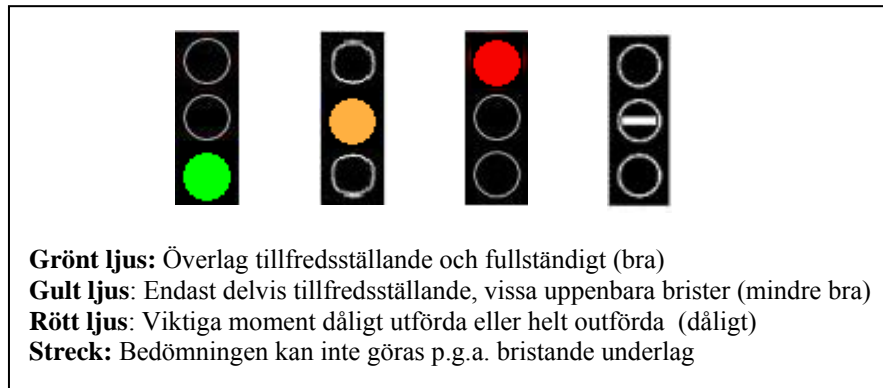 Grönt ljus: Överlag tillfredsställande och fullständigt (bra)
Gult ljus: Endast delvis tillfredsställande, vissa uppenbara brister (mindre bra)
Rött ljus: Viktiga moment dåligt utförda eller helt outförda (dåligt)
Streck: Bedömningen kan inte göras p.g.a. bristande underlag